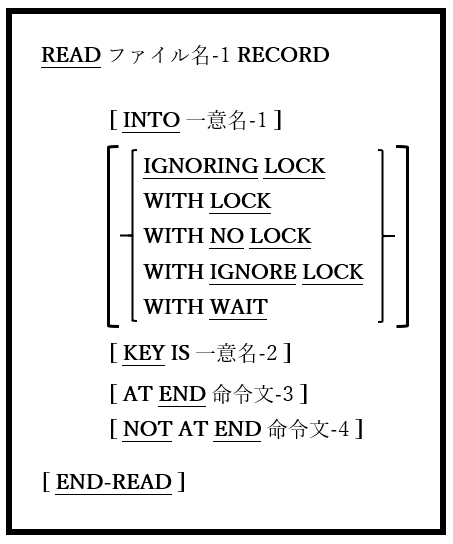 READ ファイル名-1 RECORD
[ INTO 一意名-1 ]
IGNORING LOCK
WITH LOCK
WITH NO LOCK
WITH IGNORE LOCK
WITH WAIT
[ KEY IS 一意名-2 ]
[ AT END 命令文-3 ]
[ NOT AT END 命令文-4 ]
[ END-READ ]